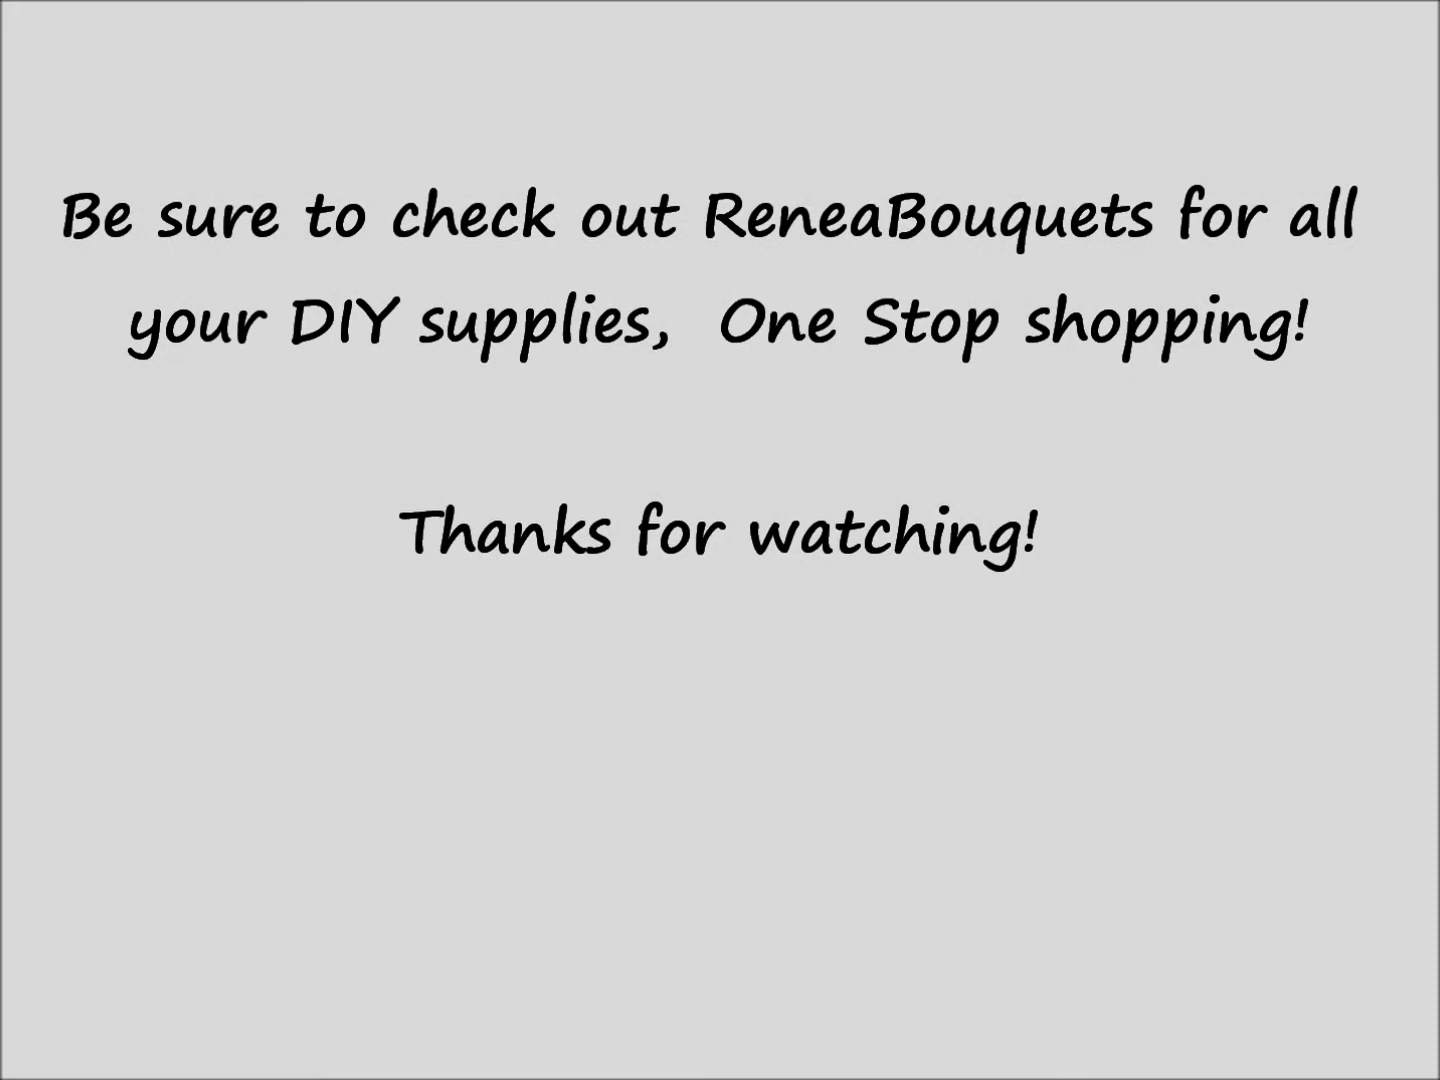 Be sure to check out ReneaBouquets for all
your DIY supplies,  One Stop shopping!
Thanks for watching!